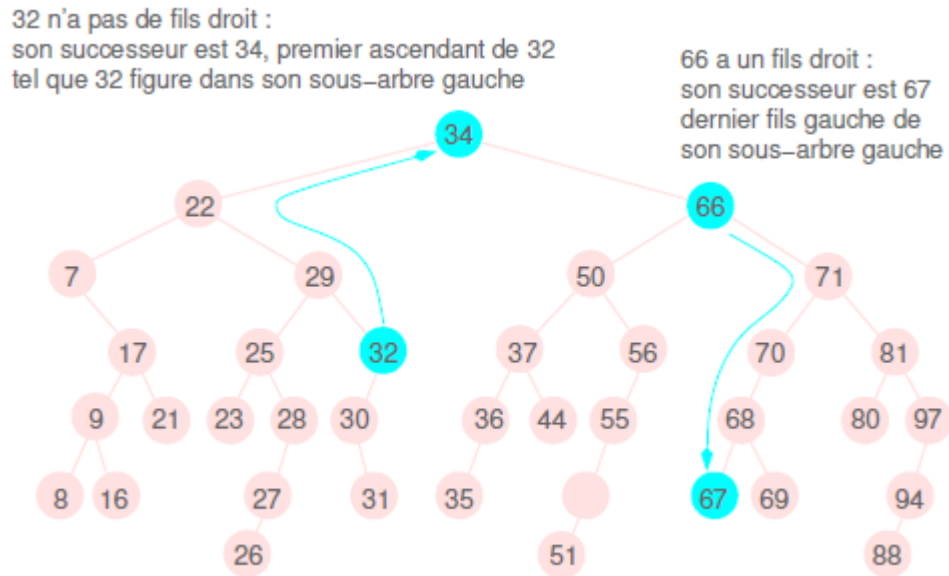 32 n'a pas de fils droit :
son successeur est 34, premier ascendant de 32
tel que 32 figure dans son sous−arbre gauche
66 a un fils droit :
son successeur est 67
dernier fils gauche de
son sous−arbre gauche
34
22 66
7 29 50 71
17 25 32 37 56 70 81
9 21 23 28 30 36 44 55 68 80 97
8 16 27 31 35 67 69 94
26 51 88